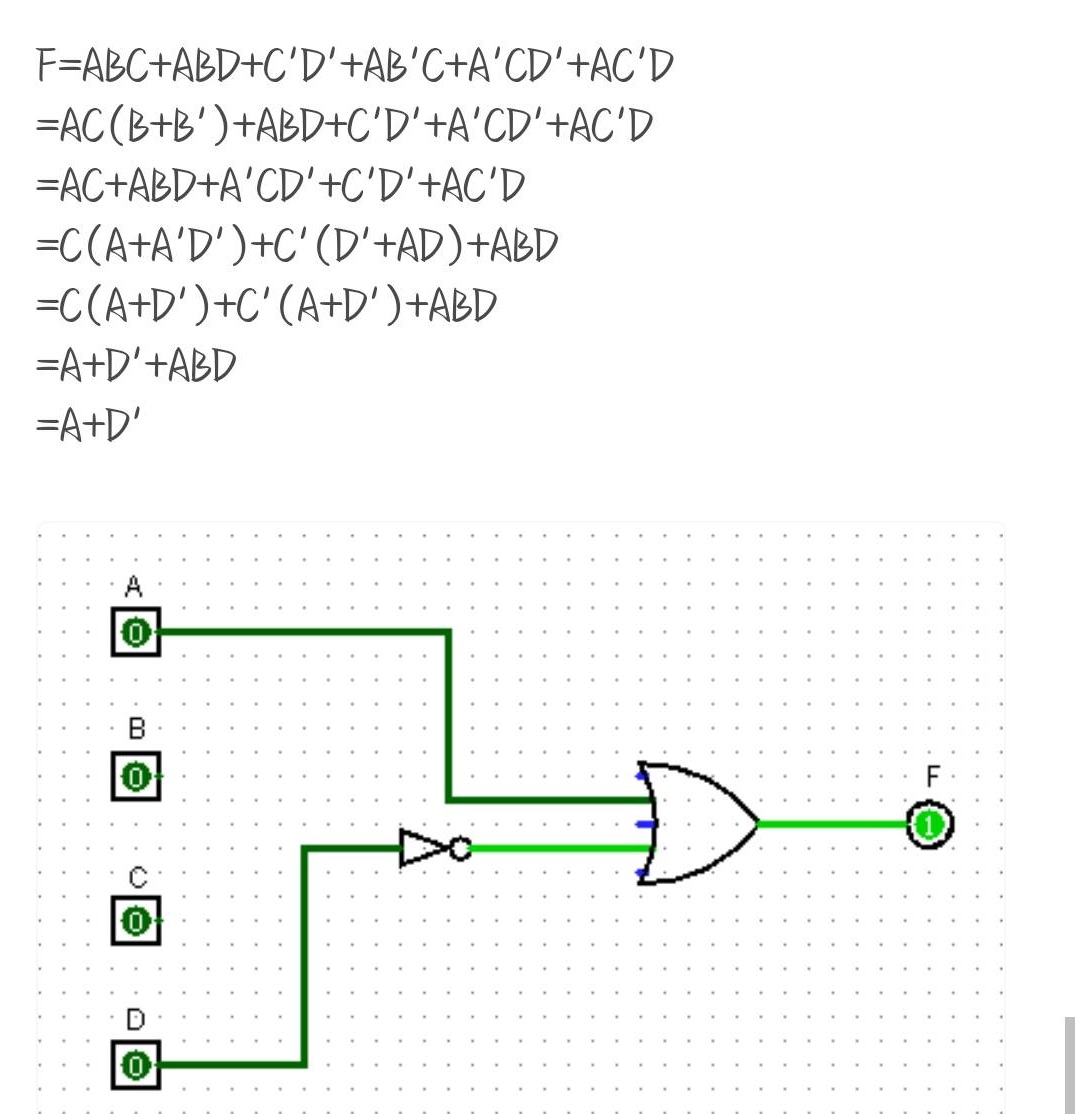 F=ABC+ABD+C'D'+AB'C+A'CD'+AC'D
=AC(B+B')+ABD+C'D'+A'CD'+AC'D
=AC+ABD+A'CD'+C'D'+AC'D
=C(A+A'D')+C'(D'+AD)+ABD
=C(A+D')+C'(A+D')+ABD
=A+D'+ABD
=A+D'
A
0
B
0
F
1
C
0
D
0